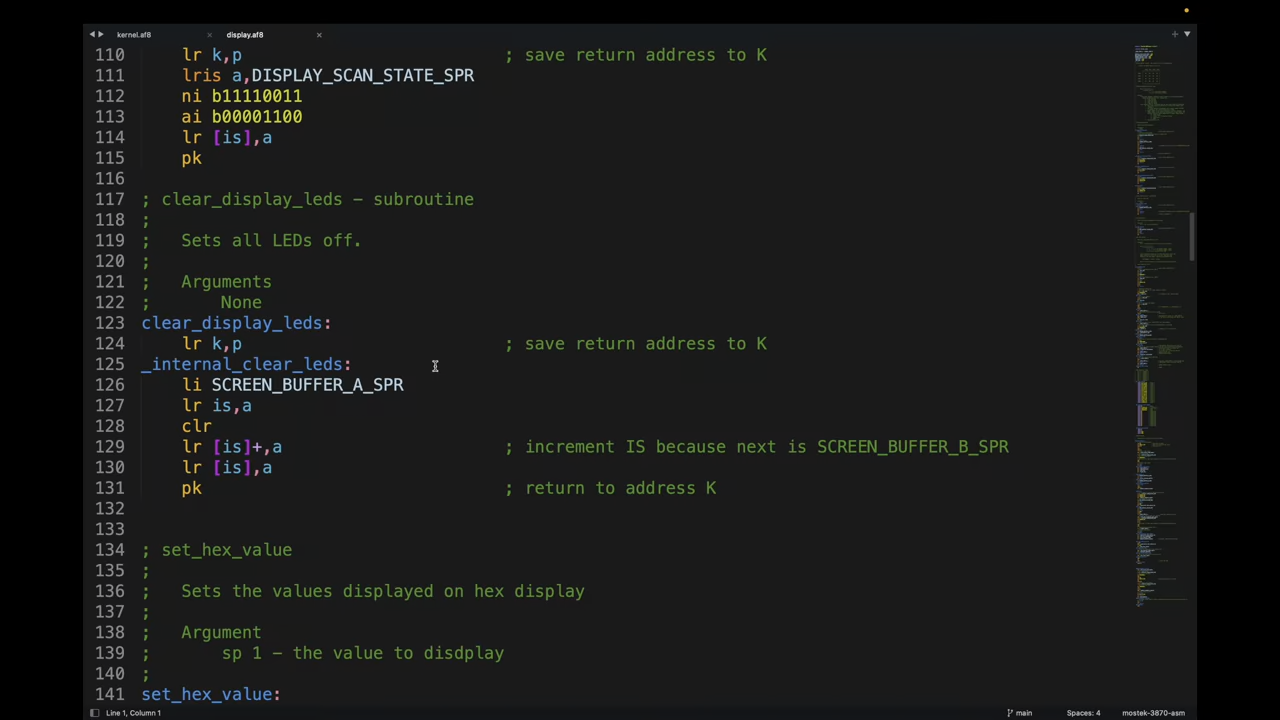 kernel.af8 × display.af8 ×
110 lr k,p ; save return address to K
111 lris a,DISPLAY_SCAN_STATE_SPR
112 ni b11110011
113 ai b00001100
114 lr [is],a
115 pk
116
117 ; clear_display_leds - subroutine
118 ;
119 ; Sets all LEDs off.
120 ;
121 ; Arguments
122 ; None
123 clear_display_leds:
124 lr k,p ; save return address to K
125 _internal_clear_leds:
126 li SCREEN_BUFFER_A_SPR
127 lr is,a
128 clr
129 lr [is]+,a ; increment IS because next is SCREEN_BUFFER_B_SPR
130 lr [is],a
131 pk ; return to address K
132
133
134 ; set_hex_value
135 ;
136 ; Sets the values displayed on hex display
137 ;
138 ; Argument
139 ; sp 1 - the value to disdplay
140 ;
141 set_hex_value:
Line 1, Column 1 main Spaces: 4 mostek-3870-asm